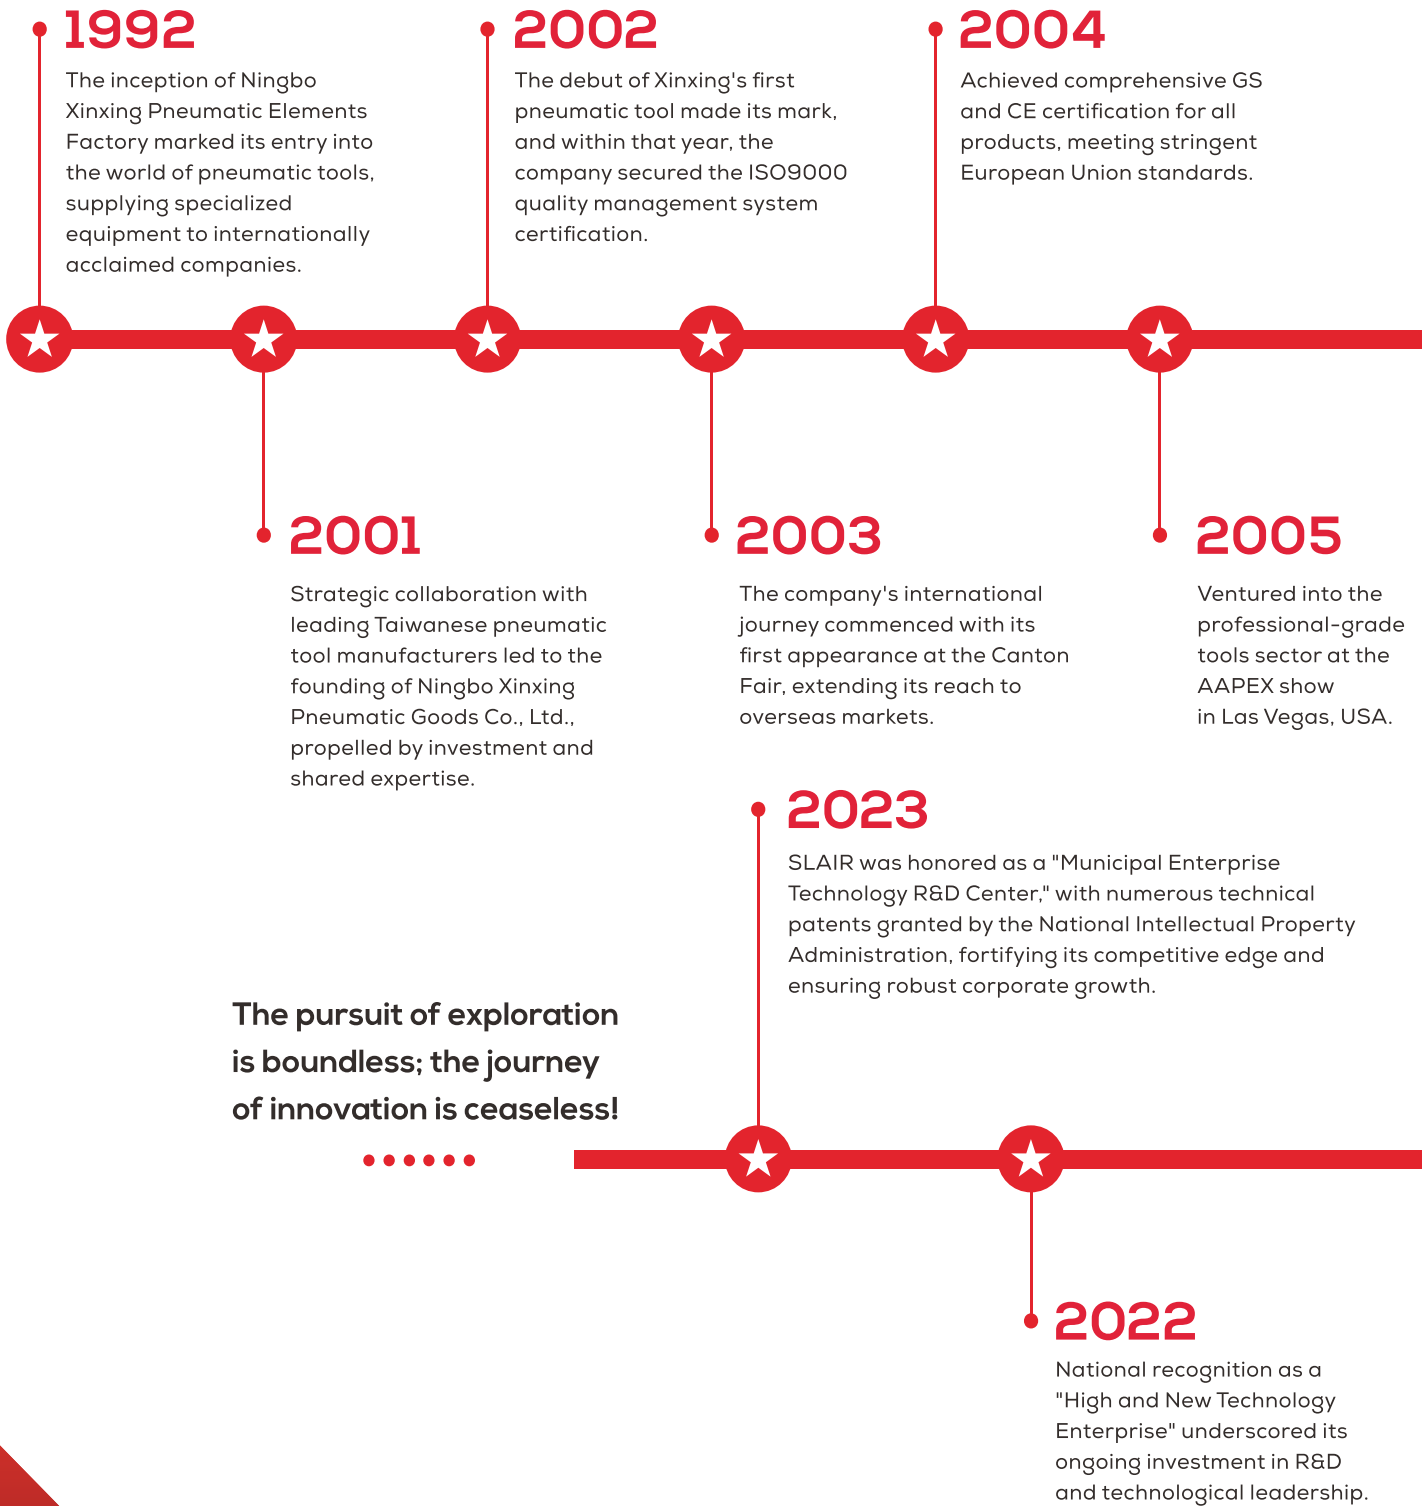 1992
The inception of Ningbo
Xinxing Pneumatic Elements
Factory marked its entry into
the world of pneumatic tools,
supplying specialized
equipment to internationally
acclaimed companies.
2002
The debut of Xinxing's first
pneumatic tool made its mark,
and within that year, the
company secured the ISO9000
quality management system
certification.
2004
Achieved comprehensive GS
and CE certification for all
products, meeting stringent
European Union standards.
2001
Strategic collaboration with
leading Taiwanese pneumatic
tool manufacturers led to the
founding of Ningbo Xinxing
Pneumatic Goods Co., Ltd.,
propelled by investment and
shared expertise.
2003
The company's international
journey commenced with its
first appearance at the Canton
Fair, extending its reach to
overseas markets.
2005
Ventured into the
professional-grade
tools sector at the
AAPEX show
in Las Vegas, USA.
2023
SLAIR was honored as a "Municipal Enterprise
Technology R&D Center," with numerous technical
patents granted by the National Intellectual Property
Administration, fortifying its competitive edge and
ensuring robust corporate growth.
The pursuit of exploration
is boundless; the journey
of innovation is ceaseless!
......
2022
National recognition as a
"High and New Technology
Enterprise" underscored its
ongoing investment in R&D
and technological leadership.